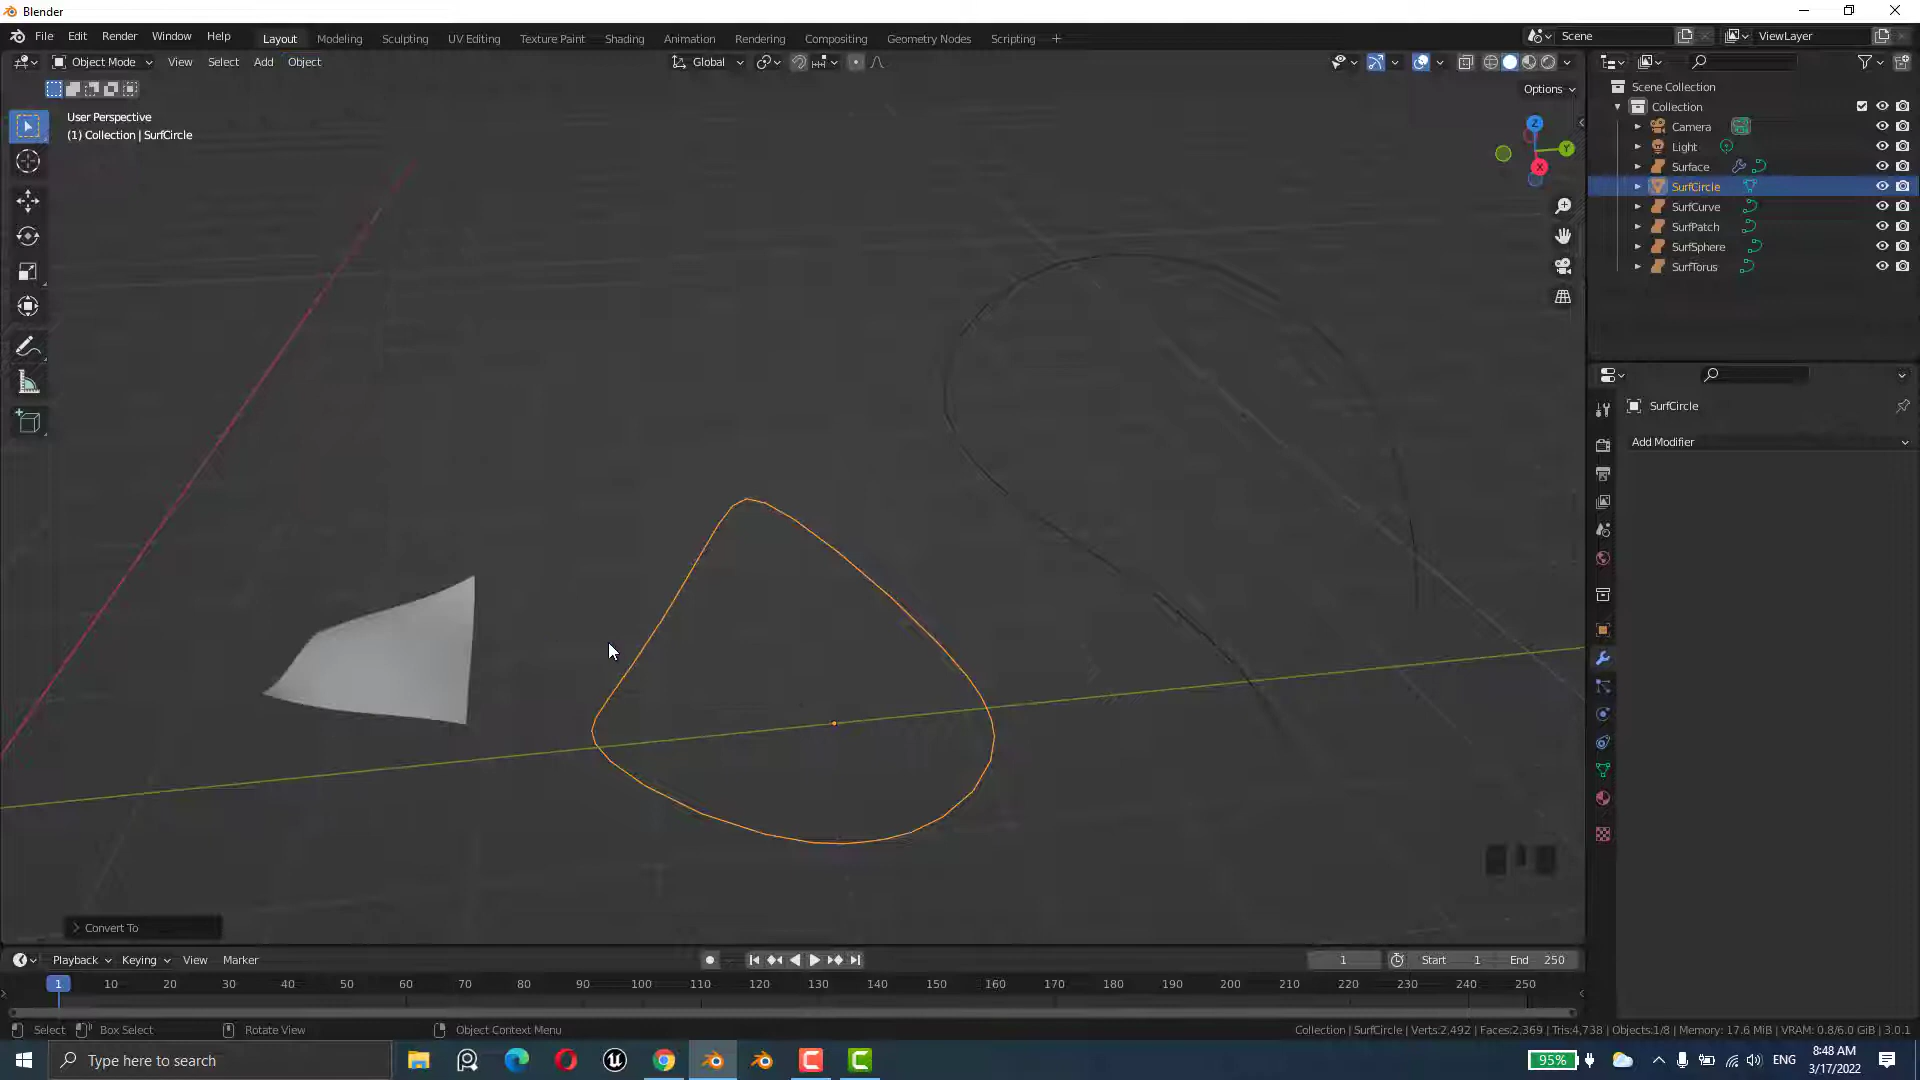 Blender
File Edit Render Window Help
Layout Modeling Sculpting UV Editing Texture Paint Shading Animation Rendering Compositing Geometry Nodes Scripting +
Scene
ViewLayer
Object Mode View Select Add Object
Global
Options
User Perspective
(1) Collection | SurfCircle
Z
Y
X
Scene Collection
Collection
Camera
Light
Surface
SurfCircle
SurfCurve
SurfPatch
SurfSphere
SurfTorus
SurfCircle
Add Modifier
Convert To
Playback Keying View Marker
1 Start 1 End 250
1 10 20 30 40 50 60 70 80 90 100 110 120 130 140 150 160 170 180 190 200 210 220 230 240 250
Select Box Select Rotate View Object Context Menu
Collection | SurfCircle | Verts:2,492 | Faces:2,369 | Tris:4,738 | Objects:1/8 | Memory: 17.6 MiB | VRAM: 0.8/6.0 GiB | 3.0.1
Type here to search
95%
ENG
8:48 AM
3/17/2022